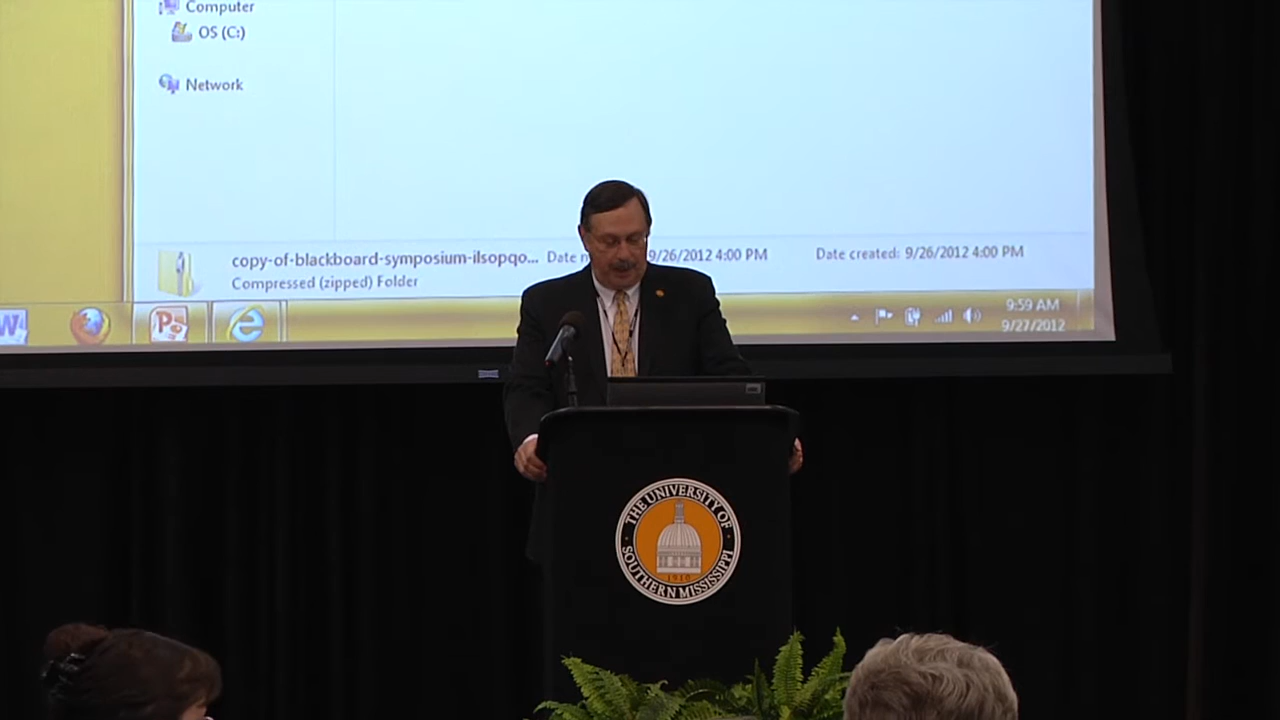 Computer
OS (C:)
Network
copy-of-blackboard-symposium-ilsopqo... Date 9/26/2012 4:00 PM Date created: 9/26/2012 4:00 PM
Compressed (zipped) Folder
W
P
e
9:59 AM
9/27/2012
THE UNIVERSITY OF
SOUTHERN MISSISSIPPI
1910